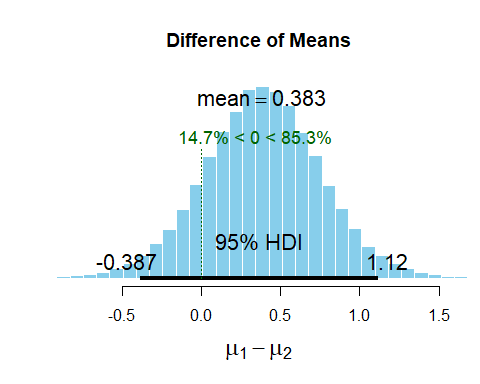 Difference of Means
mean = 0.383
14.7% < 0 < 85.3%
95% HDI
-0.387 1.12
-0.5 0.0 0.5 1.0 1.5
μ1 − μ2